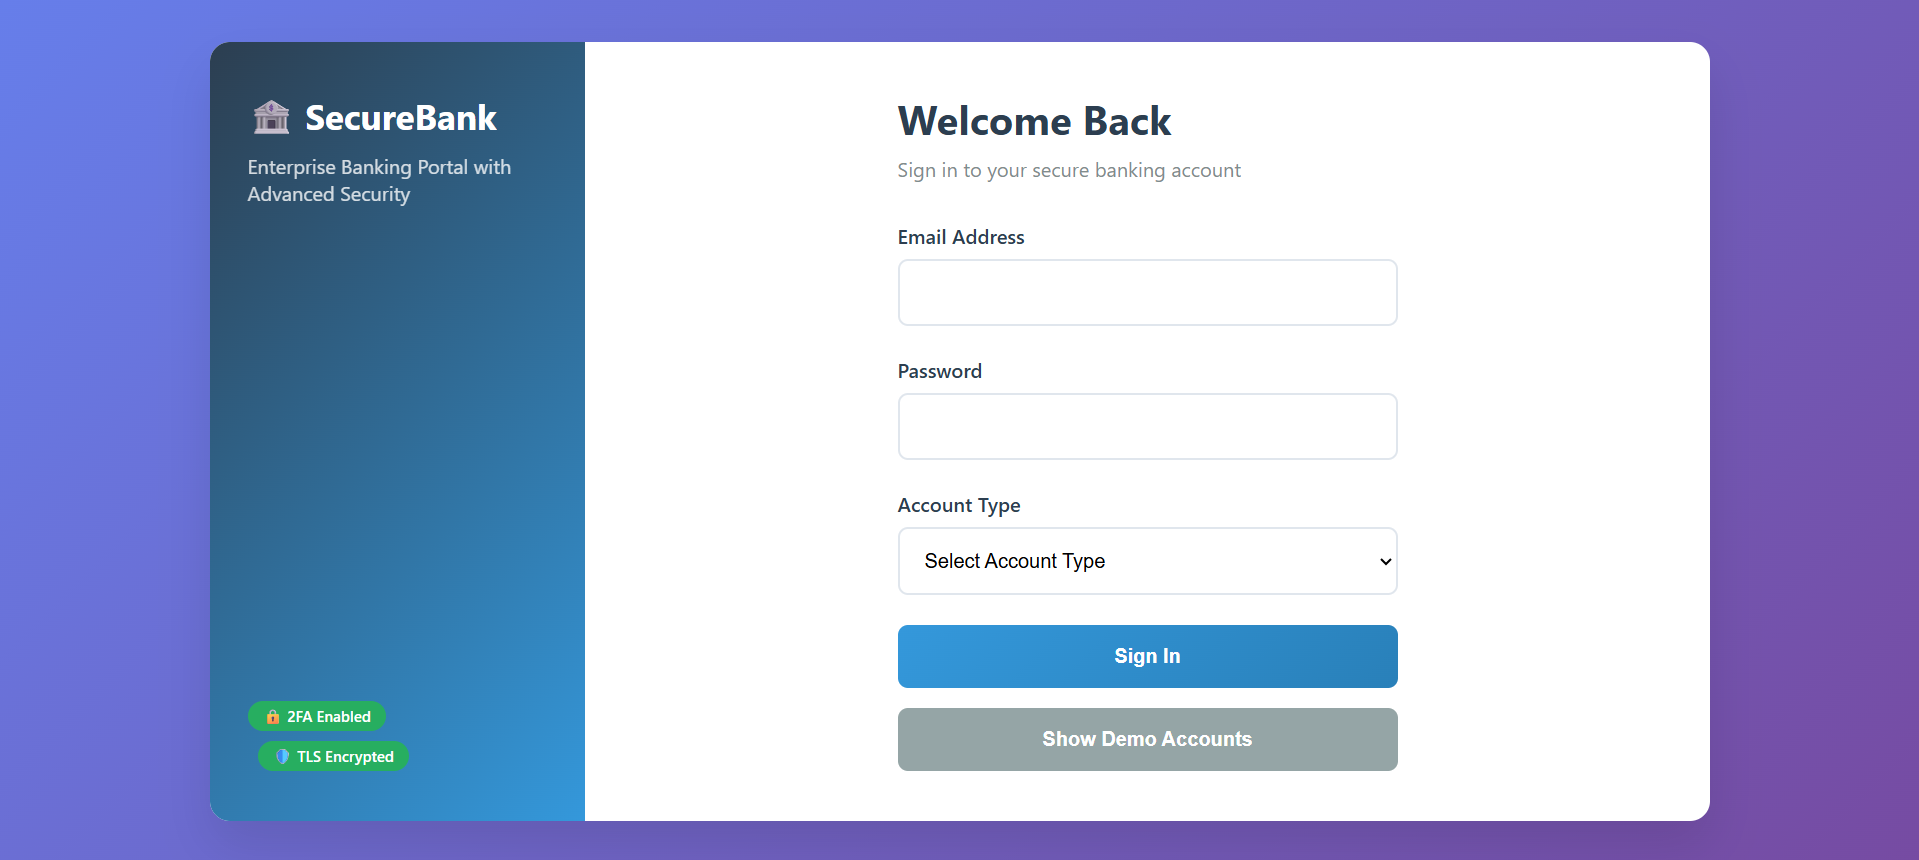 SecureBank
Enterprise Banking Portal with
Advanced Security
2FA Enabled
TLS Encrypted
Welcome Back
Sign in to your secure banking account
Email Address
Password
Account Type
Select Account Type
Sign In
Show Demo Accounts